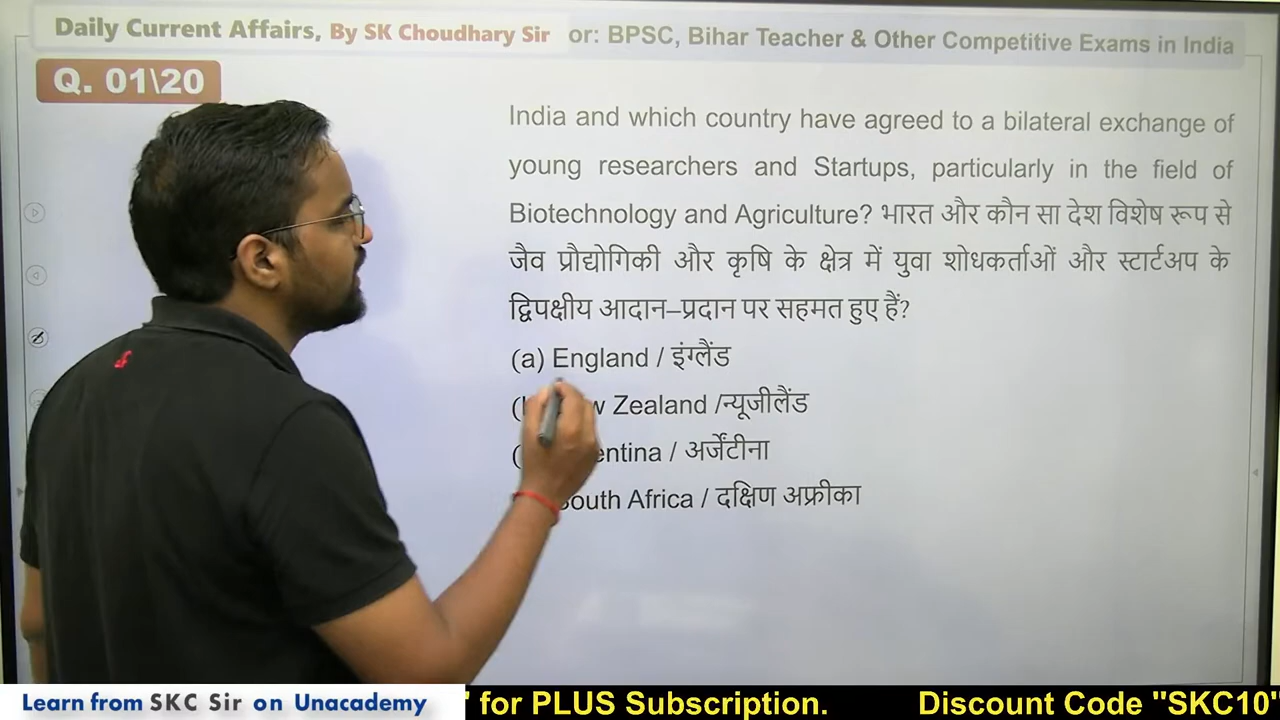 Daily Current Affairs, By SK Choudhary Sir or: BPSC, Bihar Teacher & Other Competitive Exams in India
Q. 01\20
India and which country have agreed to a bilateral exchange of
young researchers and Startups, particularly in the field of
Biotechnology and Agriculture? भारत और कौन सा देश विशेष रूप से
जैव प्रौद्योगिकी और कृषि के क्षेत्र में युवा शोधकर्ताओं और स्टार्टअप के
द्विपक्षीय आदान–प्रदान पर सहमत हुए हैं?
(a) England / इंग्लैंड
Zealand /न्यूजीलैंड
/ अर्जेंटीना
South Africa / दक्षिण अफ्रीका
Learn from SKC Sir on Unacademy " for PLUS Subscription. Discount Code "SKC10"